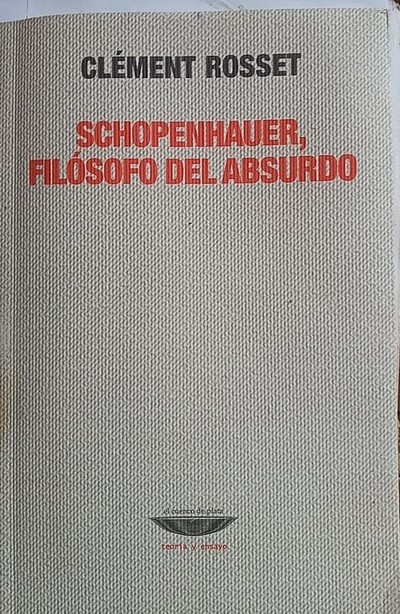 CLÉMENT ROSSET
SCHOPENHAUER,
FILÓSOFO DEL ABSURDO
el cuenco de plata
teoría y ensayo